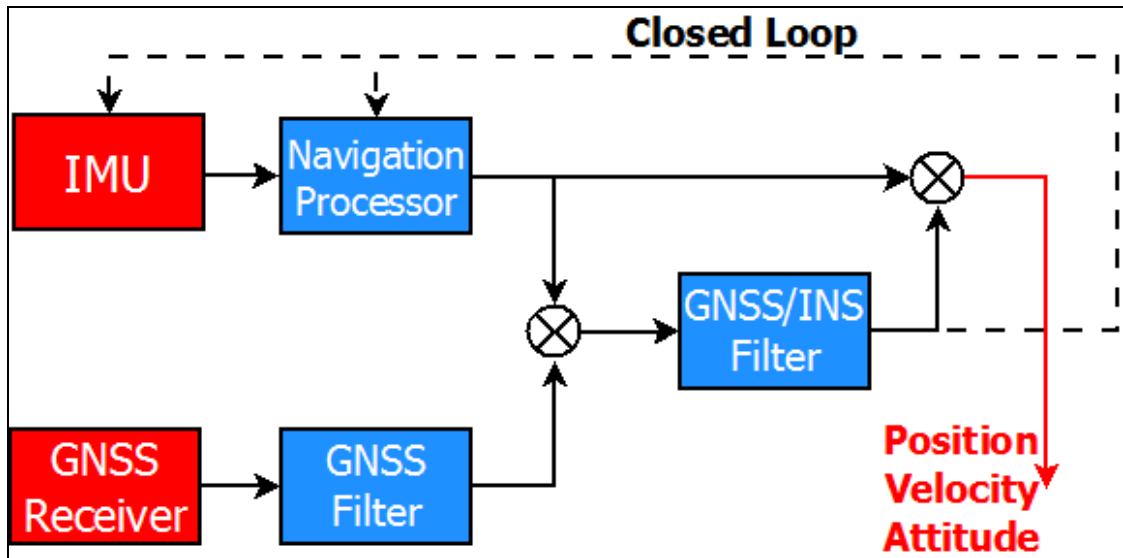 Closed Loop
IMU
Navigation
Processor
GNSS/INS
Filter
GNSS
Receiver
GNSS
Filter
Position
Velocity
Attitude